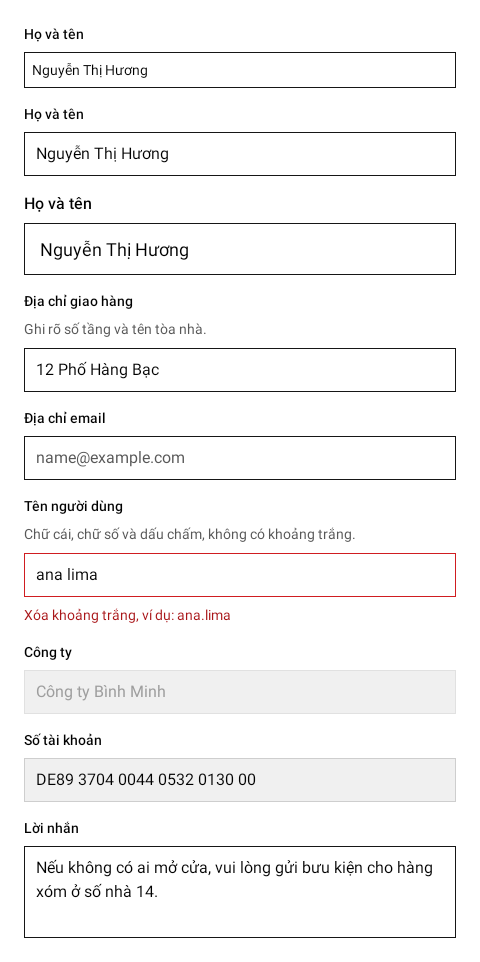 Họ và tên
Nguyễn Thị Hương
Họ và tên
Nguyễn Thị Hương
Họ và tên
Nguyễn Thị Hương
Địa chỉ giao hàng
Ghi rõ số tầng và tên tòa nhà.
12 Phố Hàng Bạc
Địa chỉ email
name@example.com
Tên người dùng
Chữ cái, chữ số và dấu chấm, không có khoảng trắng.
ana lima
Xóa khoảng trắng, ví dụ: ana.lima
Công ty
Công ty Bình Minh
Số tài khoản
DE89 3704 0044 0532 0130 00
Lời nhắn
Nếu không có ai mở cửa, vui lòng gửi bưu kiện cho hàng
xóm ở số nhà 14.